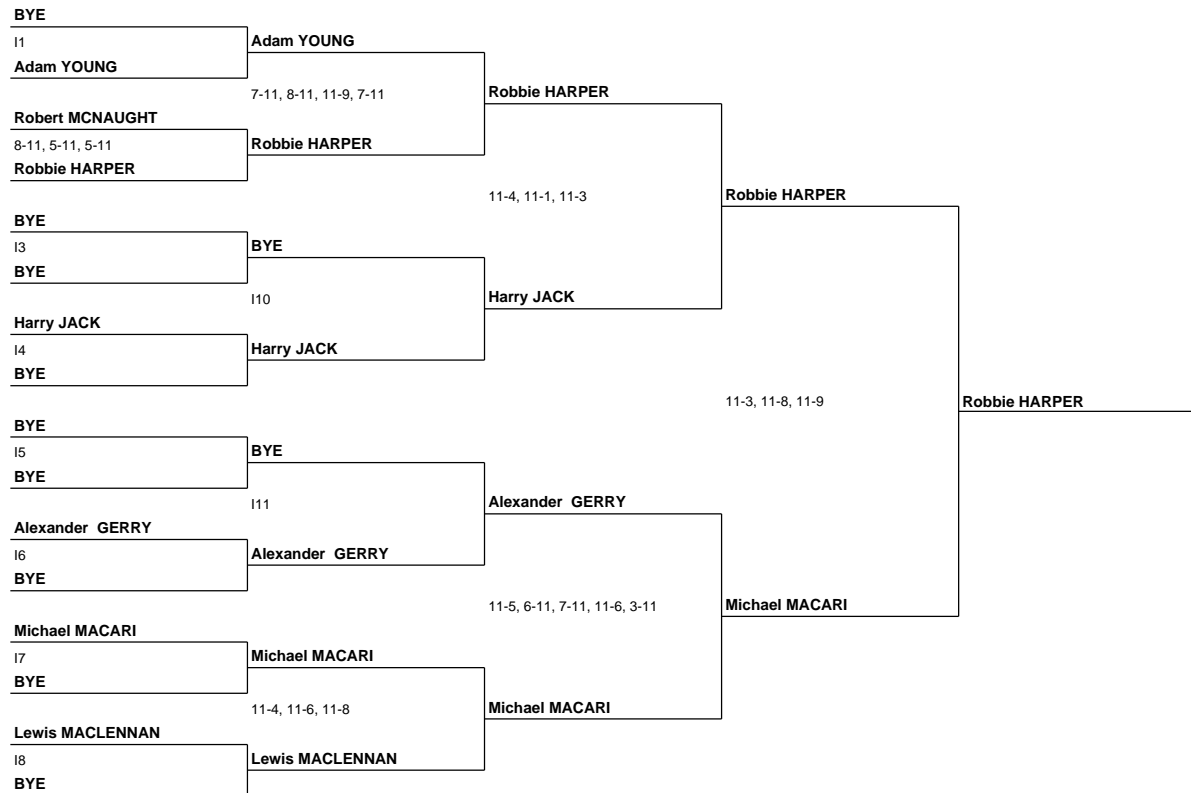 BYE
I1
Adam YOUNG
Adam YOUNG
7-11, 8-11, 11-9, 7-11
Robbie HARPER
Robert MCNAUGHT
8-11, 5-11, 5-11
Robbie HARPER
Robbie HARPER
11-4, 11-1, 11-3
Robbie HARPER
BYE
I3
BYE
BYE
I10
Harry JACK
Harry JACK
I4
BYE
Harry JACK
11-3, 11-8, 11-9
Robbie HARPER
BYE
I5
BYE
BYE
I11
Alexander  GERRY
Alexander  GERRY
I6
BYE
Alexander  GERRY
11-5, 6-11, 7-11, 11-6, 3-11
Michael MACARI
Michael MACARI
I7
BYE
Michael MACARI
11-4, 11-6, 11-8
Michael MACARI
Lewis MACLENNAN
I8
BYE
Lewis MACLENNAN